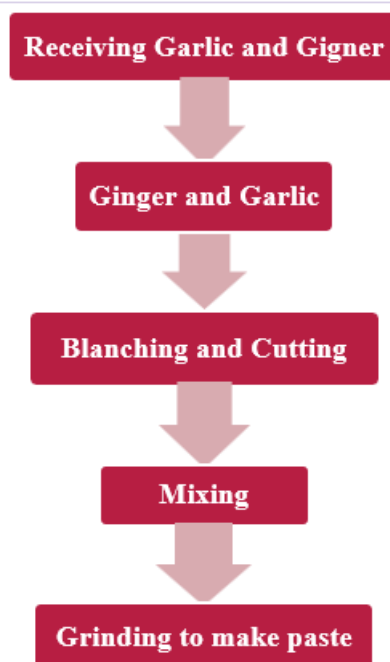 Receiving Garlic and Gigner
Ginger and Garlic
Blanching and Cutting
Mixing
Grinding to make paste